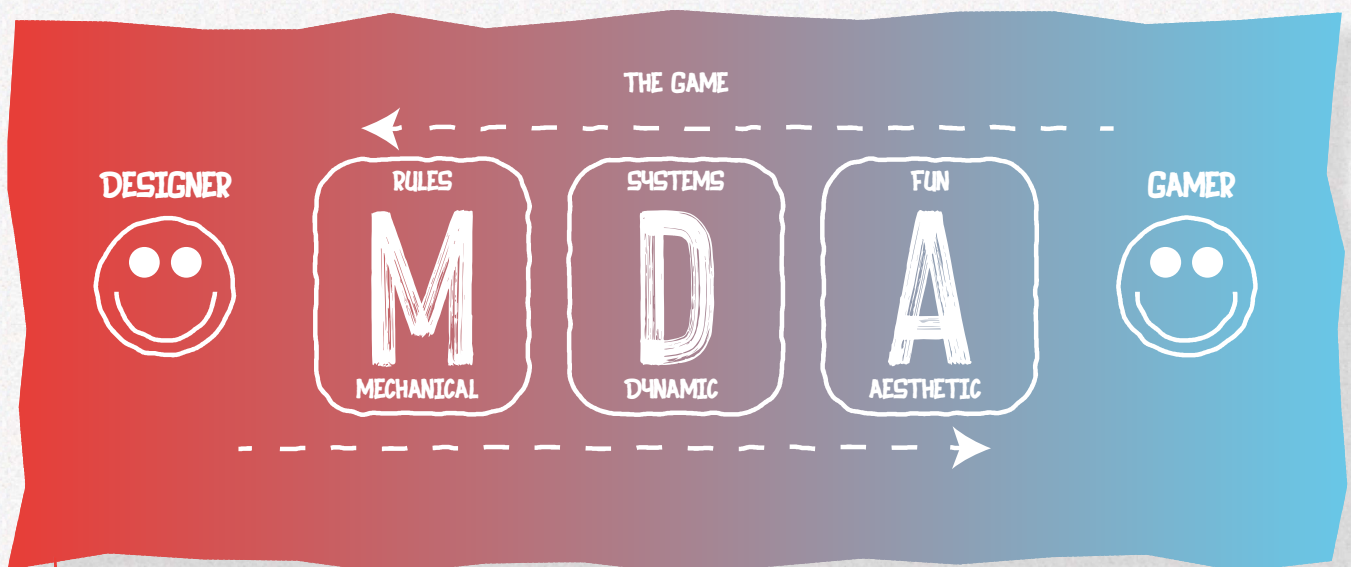 THE GAME
DESIGNER
GAMER
RULES
M
MECHANICAL
SYSTEMS
D
DYNAMIC
FUN
A
AESTHETIC